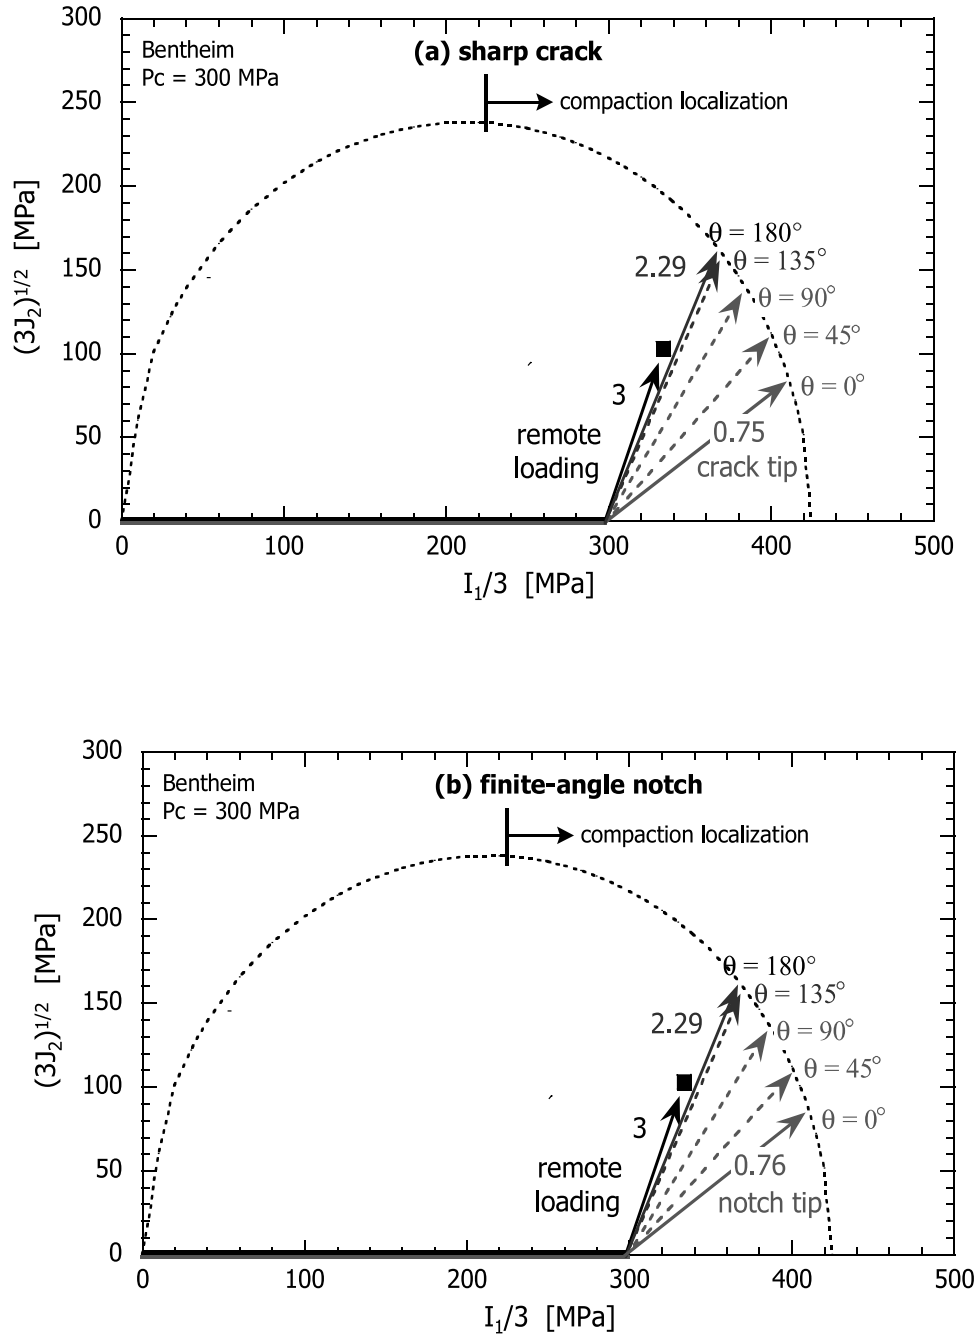 300
Bentheim
Pc = 300 MPa
(a) sharp crack
compaction localization
250
200
150
100
50
0
(3J2)1/2 [MPa]
θ = 180°
2.29
θ = 135°
θ = 90°
θ = 45°
3
θ = 0°
remote
loading
0.75
crack tip
0
100
200
300
400
500
I1/3 [MPa]
300
Bentheim
Pc = 300 MPa
(b) finite-angle notch
compaction localization
250
200
150
100
50
0
(3J2)1/2 [MPa]
θ = 180°
θ = 135°
2.29
θ = 90°
θ = 45°
3
θ = 0°
remote
loading
0.76
notch tip
0
100
200
300
400
500
I1/3 [MPa]